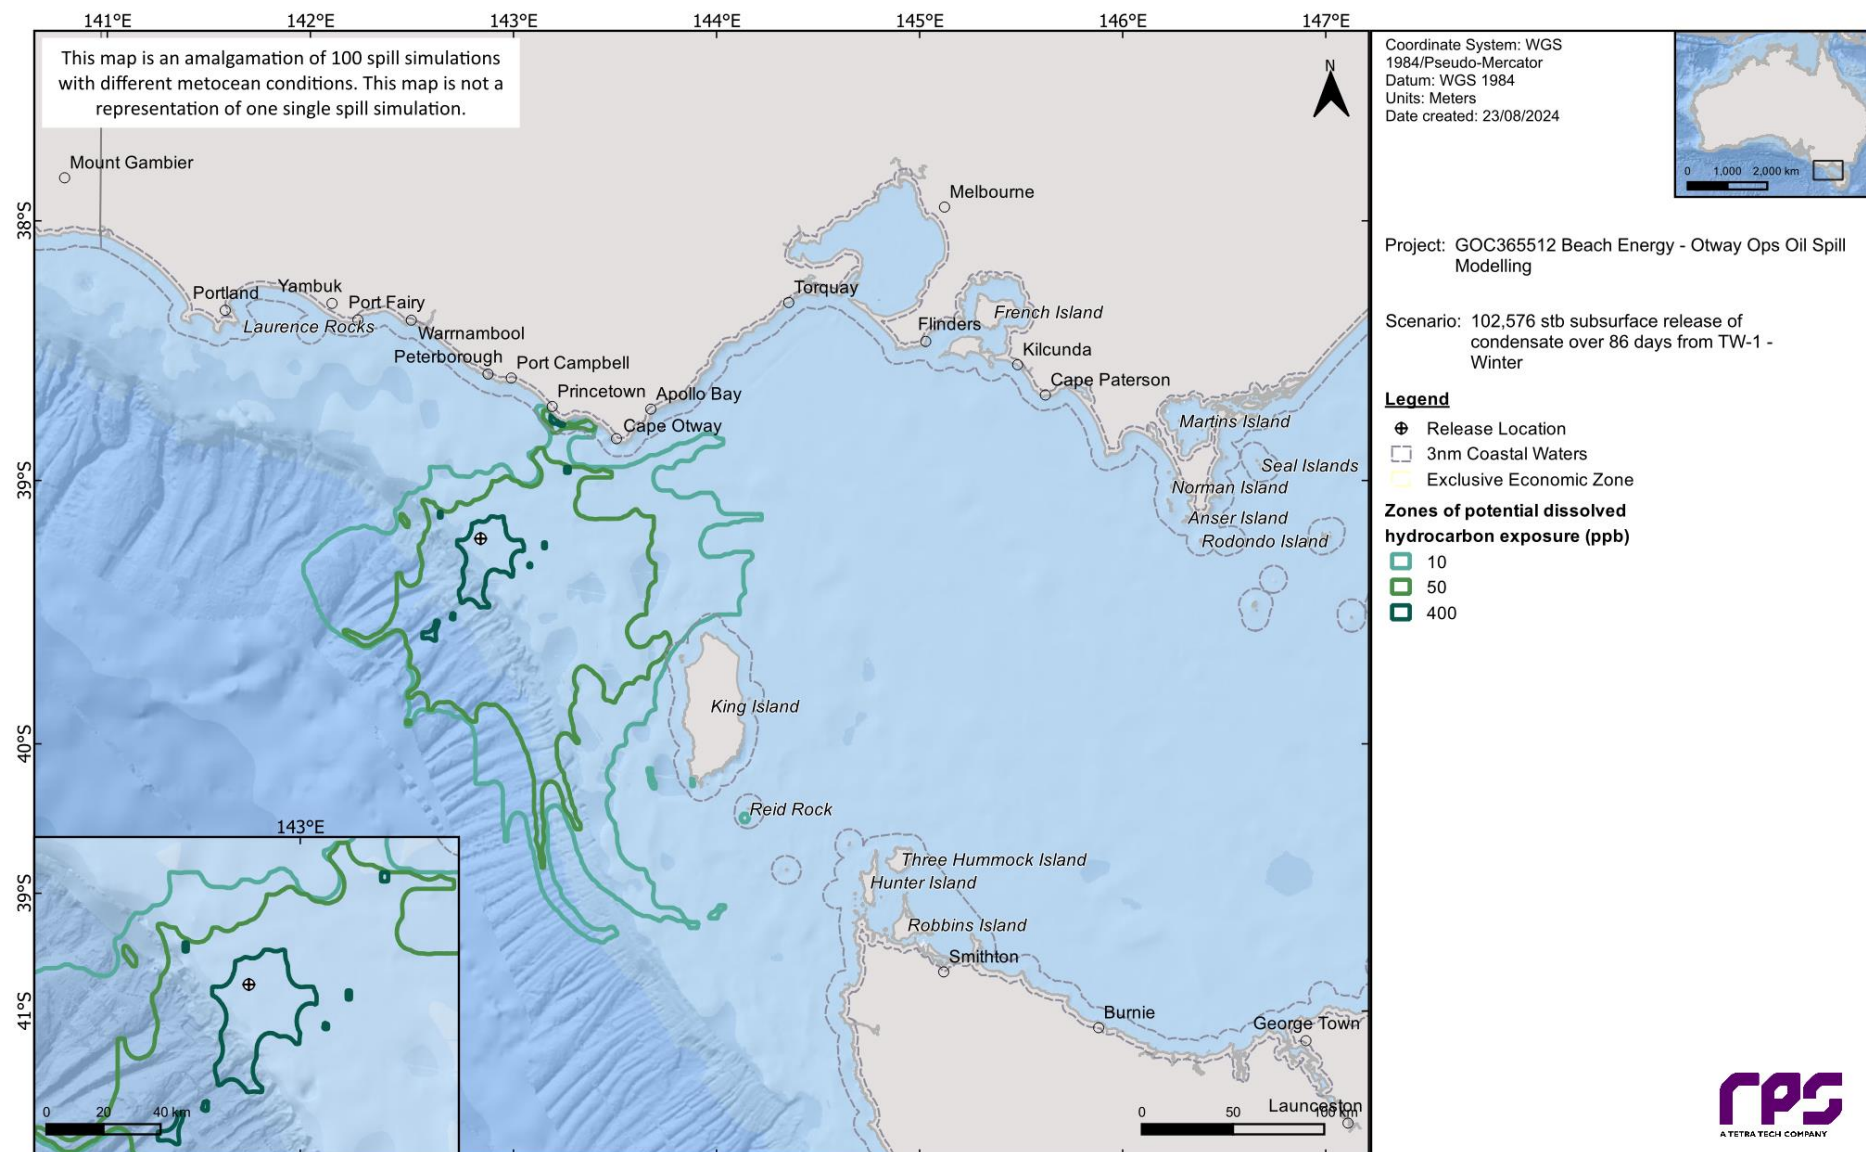 141°E 142°E 143°E 144°E 145°E 146°E 147°E
This map is an amalgamation of 100 spill simulations
with different metocean conditions. This map is not a
representation of one single spill simulation.
N
Mount Gambier
Melbourne
38°S
Portland
Yambuk
Port Fairy
Laurence Rocks
Warrnambool
Peterborough
Port Campbell
Princetown
Apollo Bay
Cape Otway
Torquay
Flinders
French Island
Kilcunda
Cape Paterson
Martins Island
Seal Islands
Norman Island
Anser Island
Rodondo Island
39°S
King Island
40°S
Reid Rock
Three Hummock Island
Hunter Island
Robbins Island
Smithton
41°S
Burnie
George Town
Launceston
0 50 100 km
143°E
39°S
0 20 40 km
Coordinate System: WGS
1984/Pseudo-Mercator
Datum: WGS 1984
Units: Meters
Date created: 23/08/2024
0 1,000 2,000 km
Project: GOC365512 Beach Energy - Otway Ops Oil Spill
Modelling
Scenario: 102,576 stb subsurface release of
condensate over 86 days from TW-1 -
Winter
Legend
Release Location
3nm Coastal Waters
Exclusive Economic Zone
Zones of potential dissolved
hydrocarbon exposure (ppb)
10
50
400
rps
A TETRA TECH COMPANY